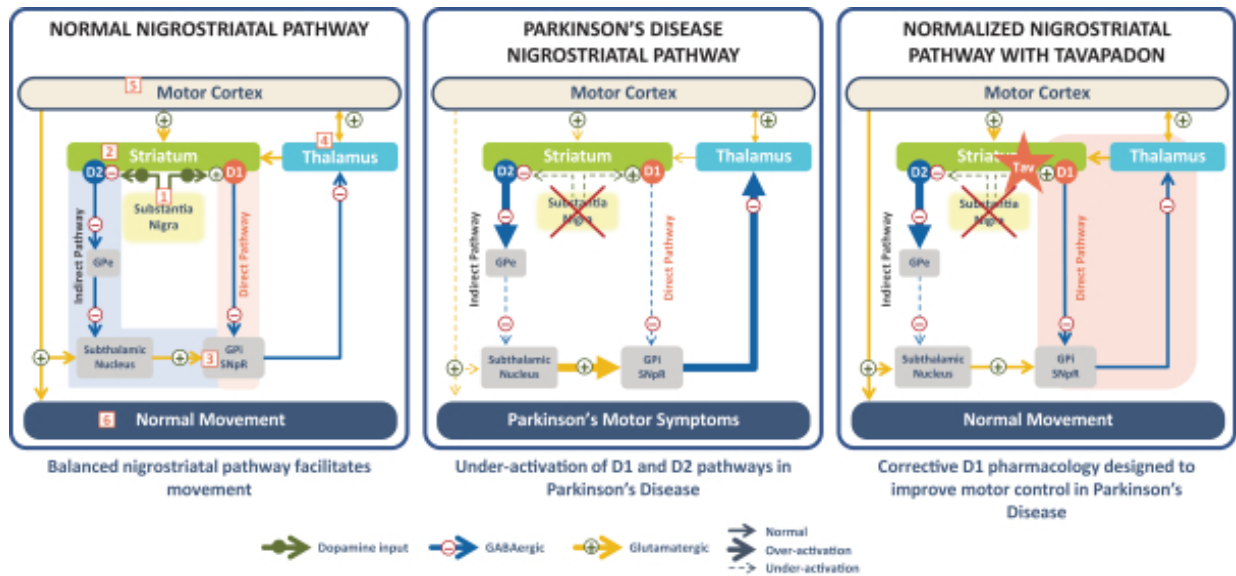 NORMAL NIGROSTRIATAL PATHWAY
5
Motor Cortex
2
Striatum
4
Thalamus
D2
D1
1
Substantia
Nigra
Indirect Pathway
Direct Pathway
GPe
Subthalamic
Nucleus
3
GPi
SNpR
6
Normal Movement
Balanced nigrostriatal pathway facilitates
movement
PARKINSON'S DISEASE
NIGROSTRIATAL PATHWAY
Motor Cortex
Striatum
Thalamus
D2
D1
Substantia
Nigra
Indirect Pathway
Direct Pathway
GPe
Subthalamic
Nucleus
GPi
SNpR
Parkinson's Motor Symptoms
Under-activation of D1 and D2 pathways in
Parkinson's Disease
NORMALIZED NIGROSTRIATAL
PATHWAY WITH TAVAPADON
Motor Cortex
Striatum
Tav
Thalamus
D2
D1
Substantia
Nigra
Indirect Pathway
Direct Pathway
GPe
Subthalamic
Nucleus
GPi
SNpR
Normal Movement
Corrective D1 pharmacology designed to
improve motor control in Parkinson's
Disease
Dopamine input
GABAergic
Glutamatergic
Normal
Over-activation
Under-activation